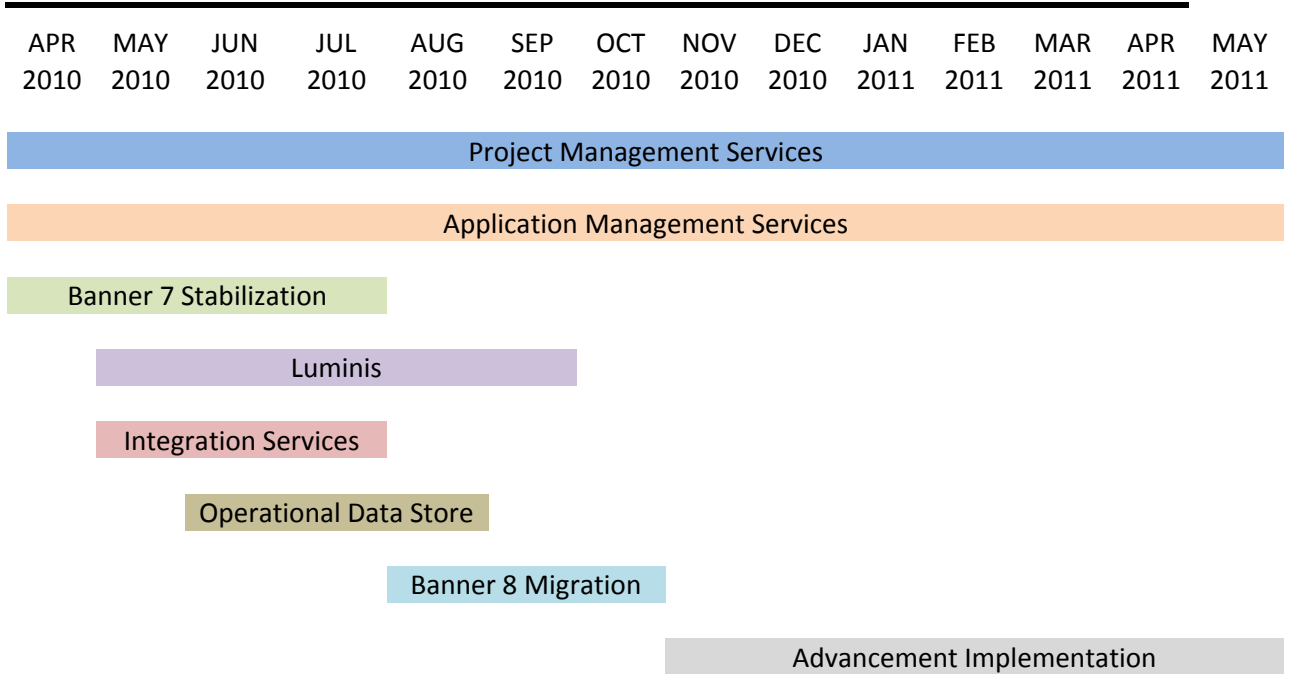 APR MAY JUN JUL AUG SEP OCT NOV DEC JAN FEB MAR APR MAY
2010 2010 2010 2010 2010 2010 2010 2010 2010 2011 2011 2011 2011 2011
Project Management Services
Application Management Services
Banner 7 Stabilization
Luminis
Integration Services
Operational Data Store
Banner 8 Migration
Advancement Implementation